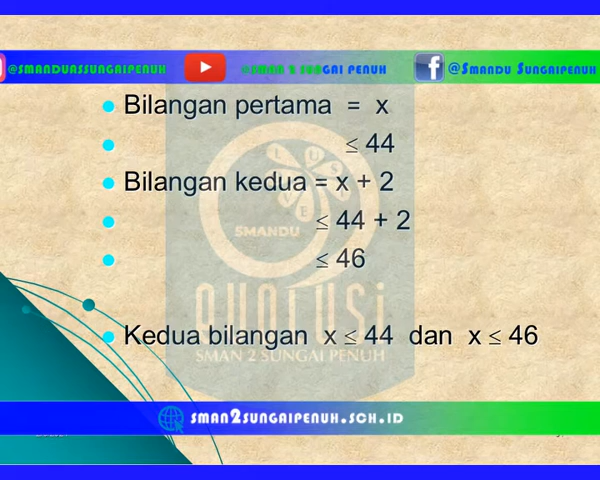 @SMANDUASSUNGAIPENUH
@SMAN 2 SUNGAI PENUH
@Smandu Sungaipenuh
Bilangan pertama = x
≤ 44
Bilangan kedua = x + 2
≤ 44 + 2
≤ 46
SMANDU
QUALUSI
Kedua bilangan x ≤ 44 dan x ≤ 46
SMAN 2 SUNGAI PENUH
sman2sungaipenuh.sch.id